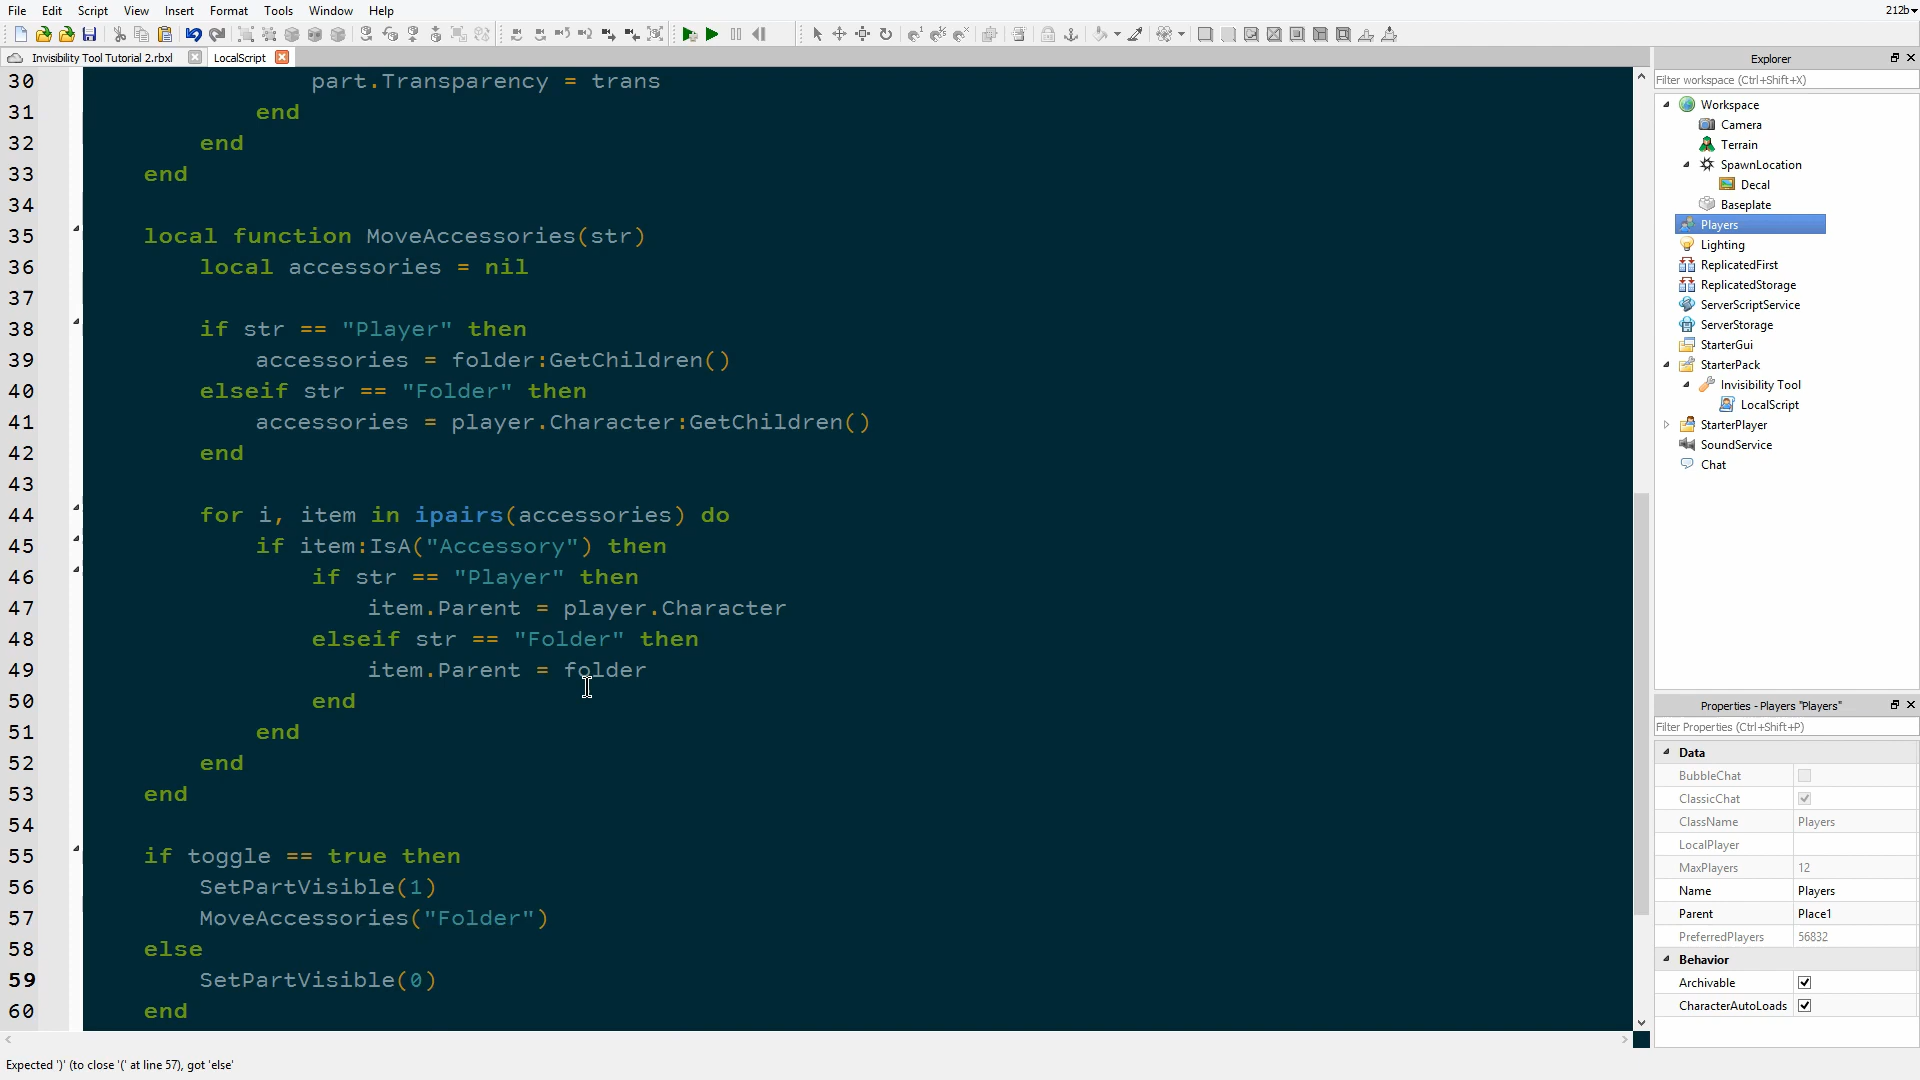 File Edit Script View Insert Format Tools Window Help
212b
Invisibility Tool Tutorial 2.rbxl
LocalScript
30 part.Transparency = trans
31 end
32 end
33 end
34
35 local function MoveAccessories(str)
36 local accessories = nil
37
38 if str == "Player" then
39 accessories = folder:GetChildren()
40 elseif str == "Folder" then
41 accessories = player.Character:GetChildren()
42 end
43
44 for i, item in ipairs(accessories) do
45 if item:IsA("Accessory") then
46 if str == "Player" then
47 item.Parent = player.Character
48 elseif str == "Folder" then
49 item.Parent = folder
50 end
51 end
52 end
53 end
54
55 if toggle == true then
56 SetPartVisible(1)
57 MoveAccessories("Folder")
58 else
59 SetPartVisible(0)
60 end
Expected ')' (to close '(' at line 57), got 'else'
Explorer
Filter workspace (Ctrl+Shift+X)
Workspace
Camera
Terrain
SpawnLocation
Decal
Baseplate
Players
Lighting
ReplicatedFirst
ReplicatedStorage
ServerScriptService
ServerStorage
StarterGui
StarterPack
Invisibility Tool
LocalScript
StarterPlayer
SoundService
Chat
Properties - Players "Players"
Filter Properties (Ctrl+Shift+P)
Data
BubbleChat
ClassicChat
ClassName Players
LocalPlayer
MaxPlayers 12
Name Players
Parent Place1
PreferredPlayers 56832
Behavior
Archivable
CharacterAutoLoads